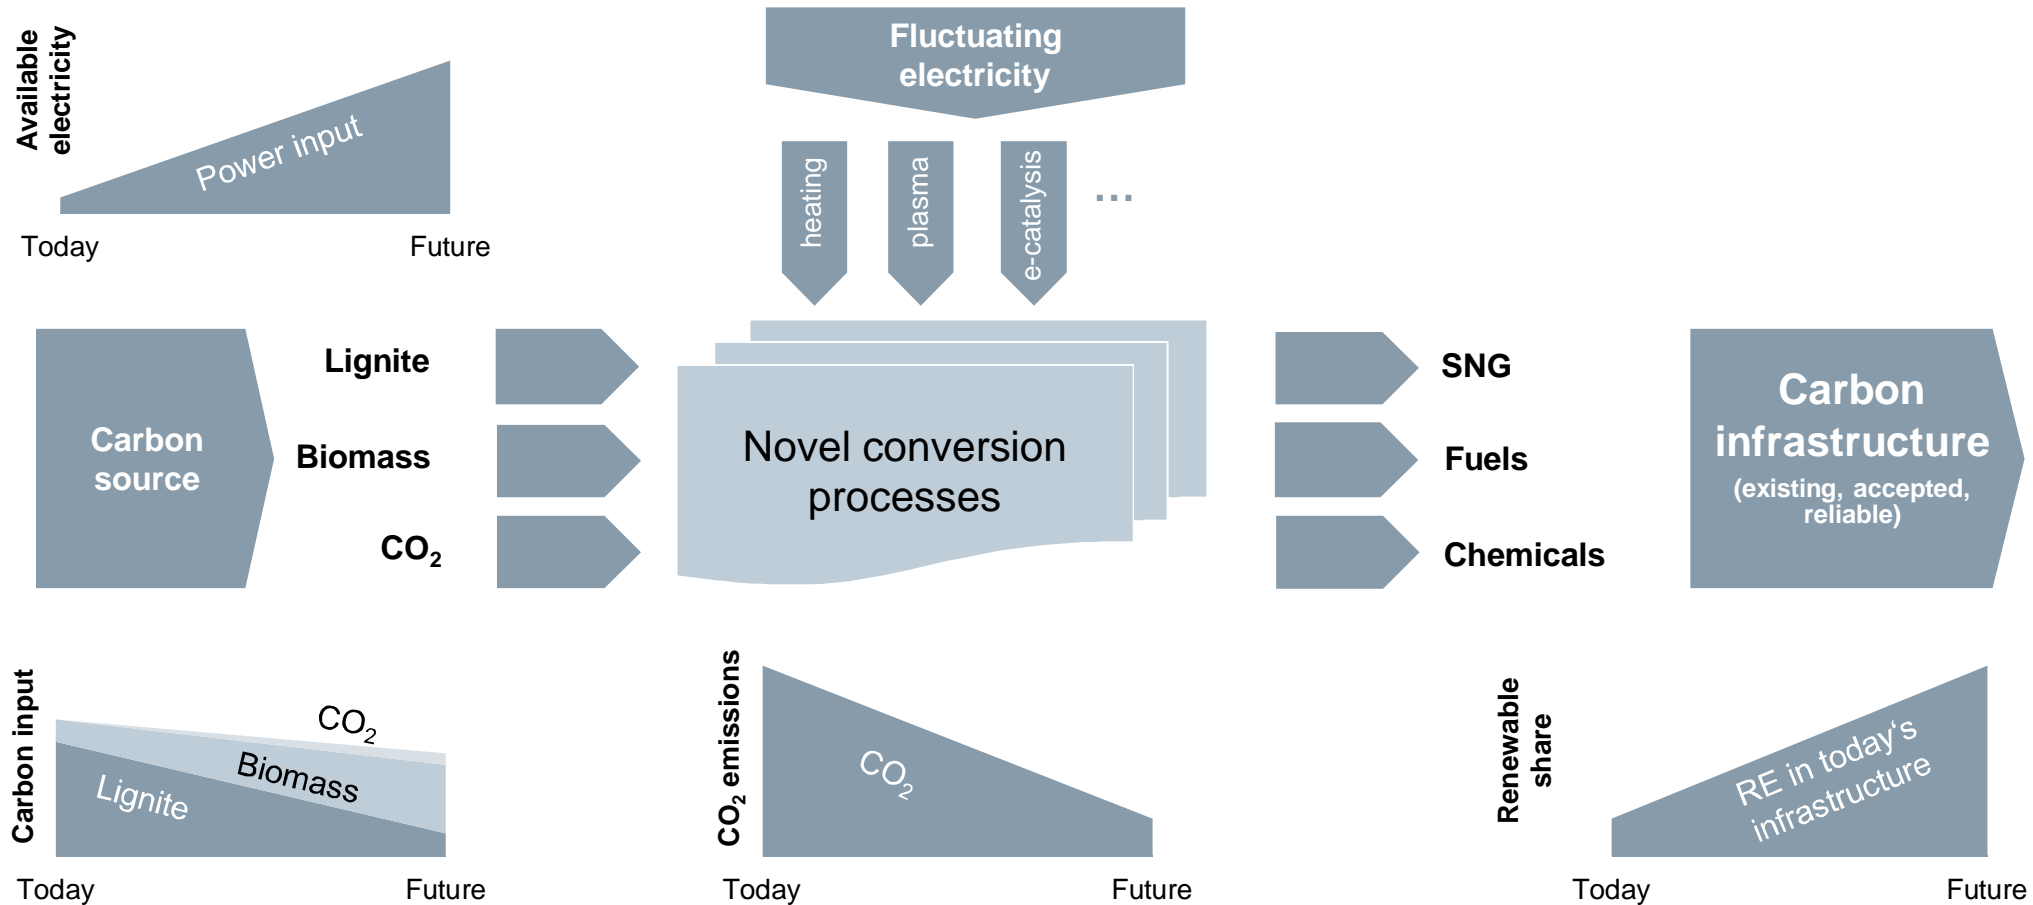 Available
electricity
Power input
Today
Future
Fluctuating
electricity
heating
plasma
e-catalysis
...
Carbon
source
Lignite
Biomass
CO₂
Novel conversion
processes
SNG
Fuels
Chemicals
Carbon
infrastructure
(existing, accepted,
reliable)
Carbon input
CO₂
Biomass
Lignite
Today
Future
CO₂ emissions
CO₂
Today
Future
Renewable
share
RE in today‘s
infrastructure
Today
Future